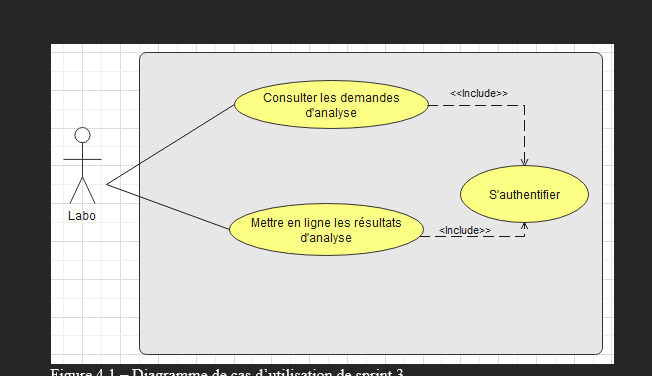 Consulter les demandes
d'analyse
<<Include>>
S'authentifier
Labo
Mettre en ligne les résultats
d'analyse
<Include>>
Figure 4.1 – Diagramme de cas d'utilisation de sprint 3